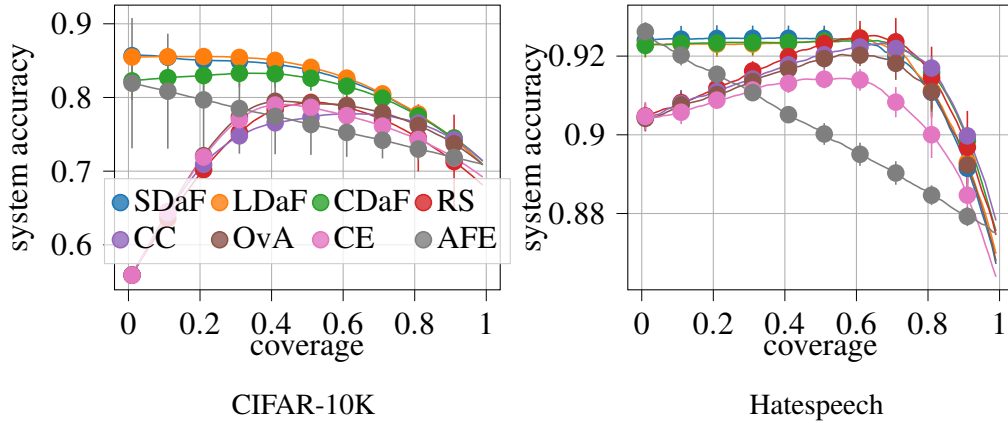 system accuracy
0.9
0.8
0.7
0.6
SDaF LDaF CDaF RS
CC OvA CE AFE
0 0.2 0.4 0.6 0.8 1
coverage
CIFAR-10K
system accuracy
0.92
0.9
0.88
0 0.2 0.4 0.6 0.8 1
coverage
Hatespeech